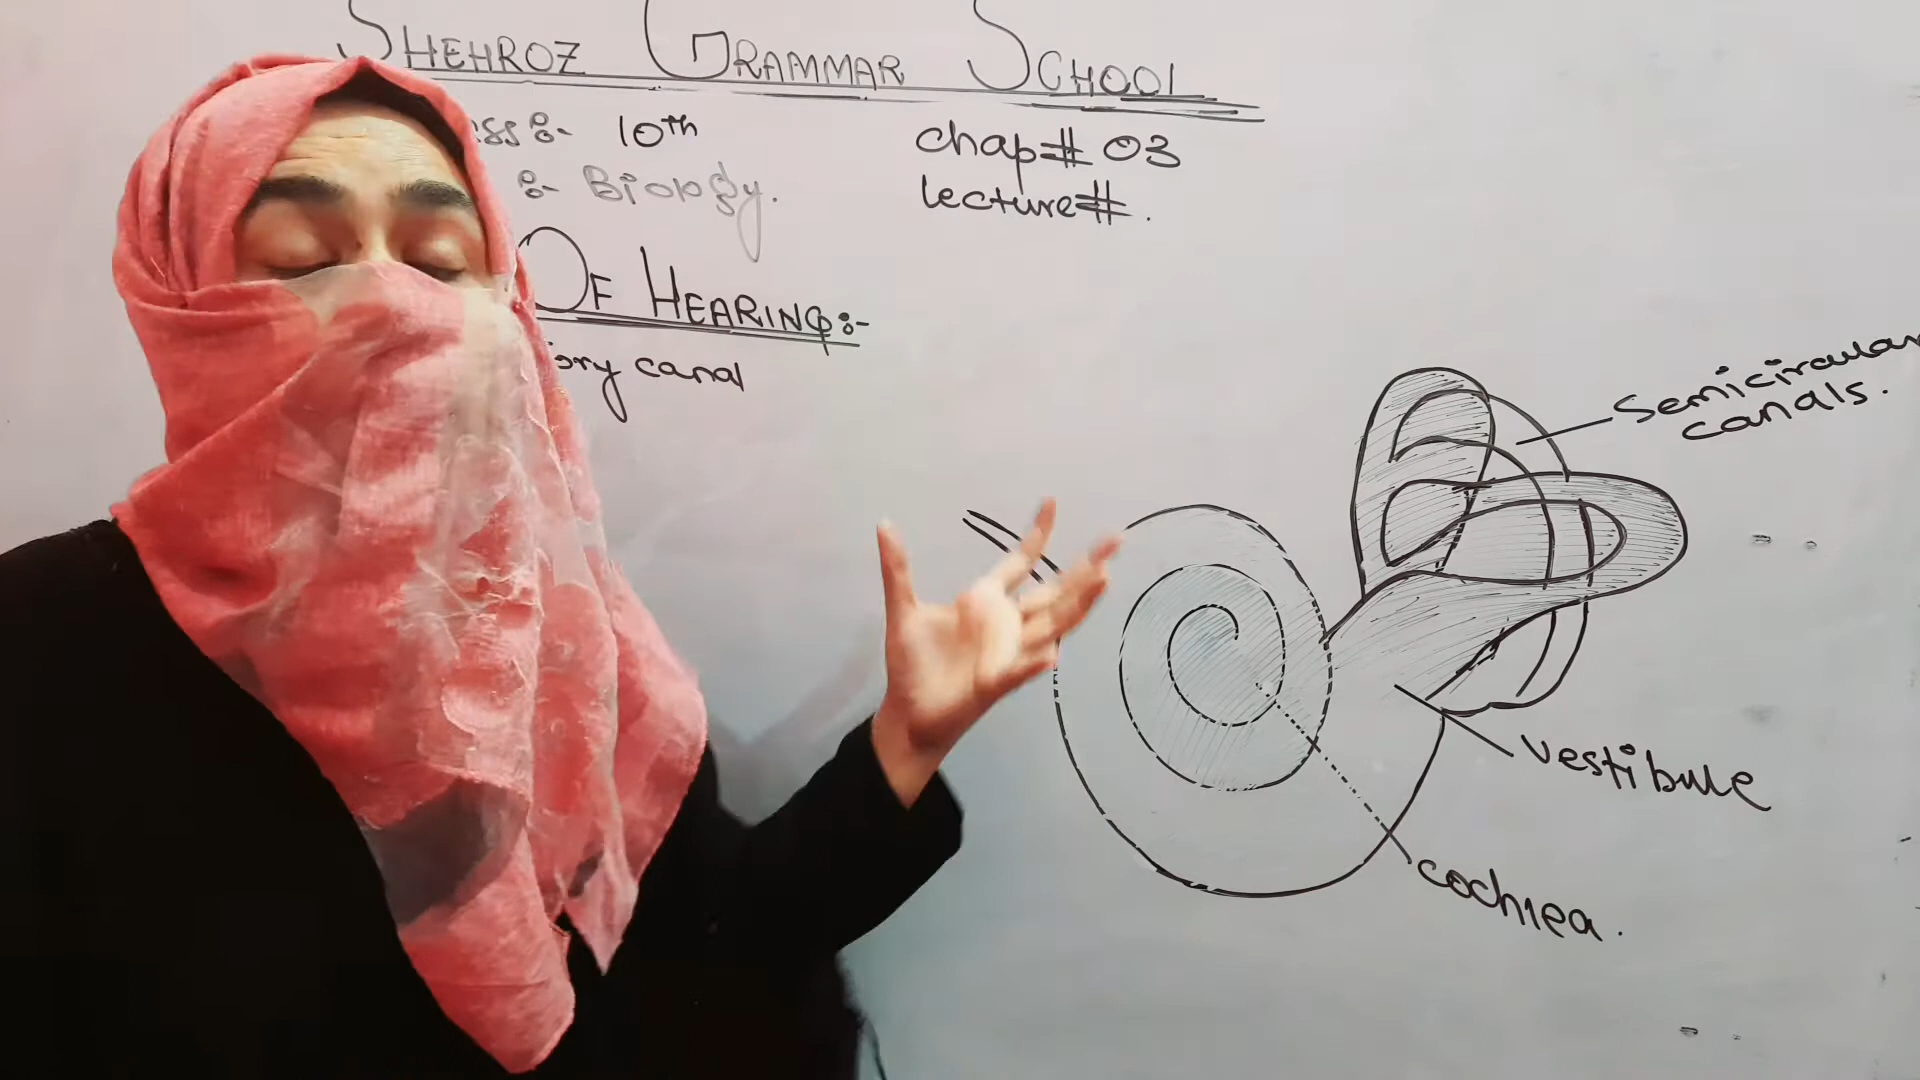 SHEHROZ GRAMMAR SCHOOL
ss:- 10th
chap# 03
:- Biology.
lecture#.
OF HEARING:-
ory canal
Semicircular
canals.
Vestibule
cochlea.